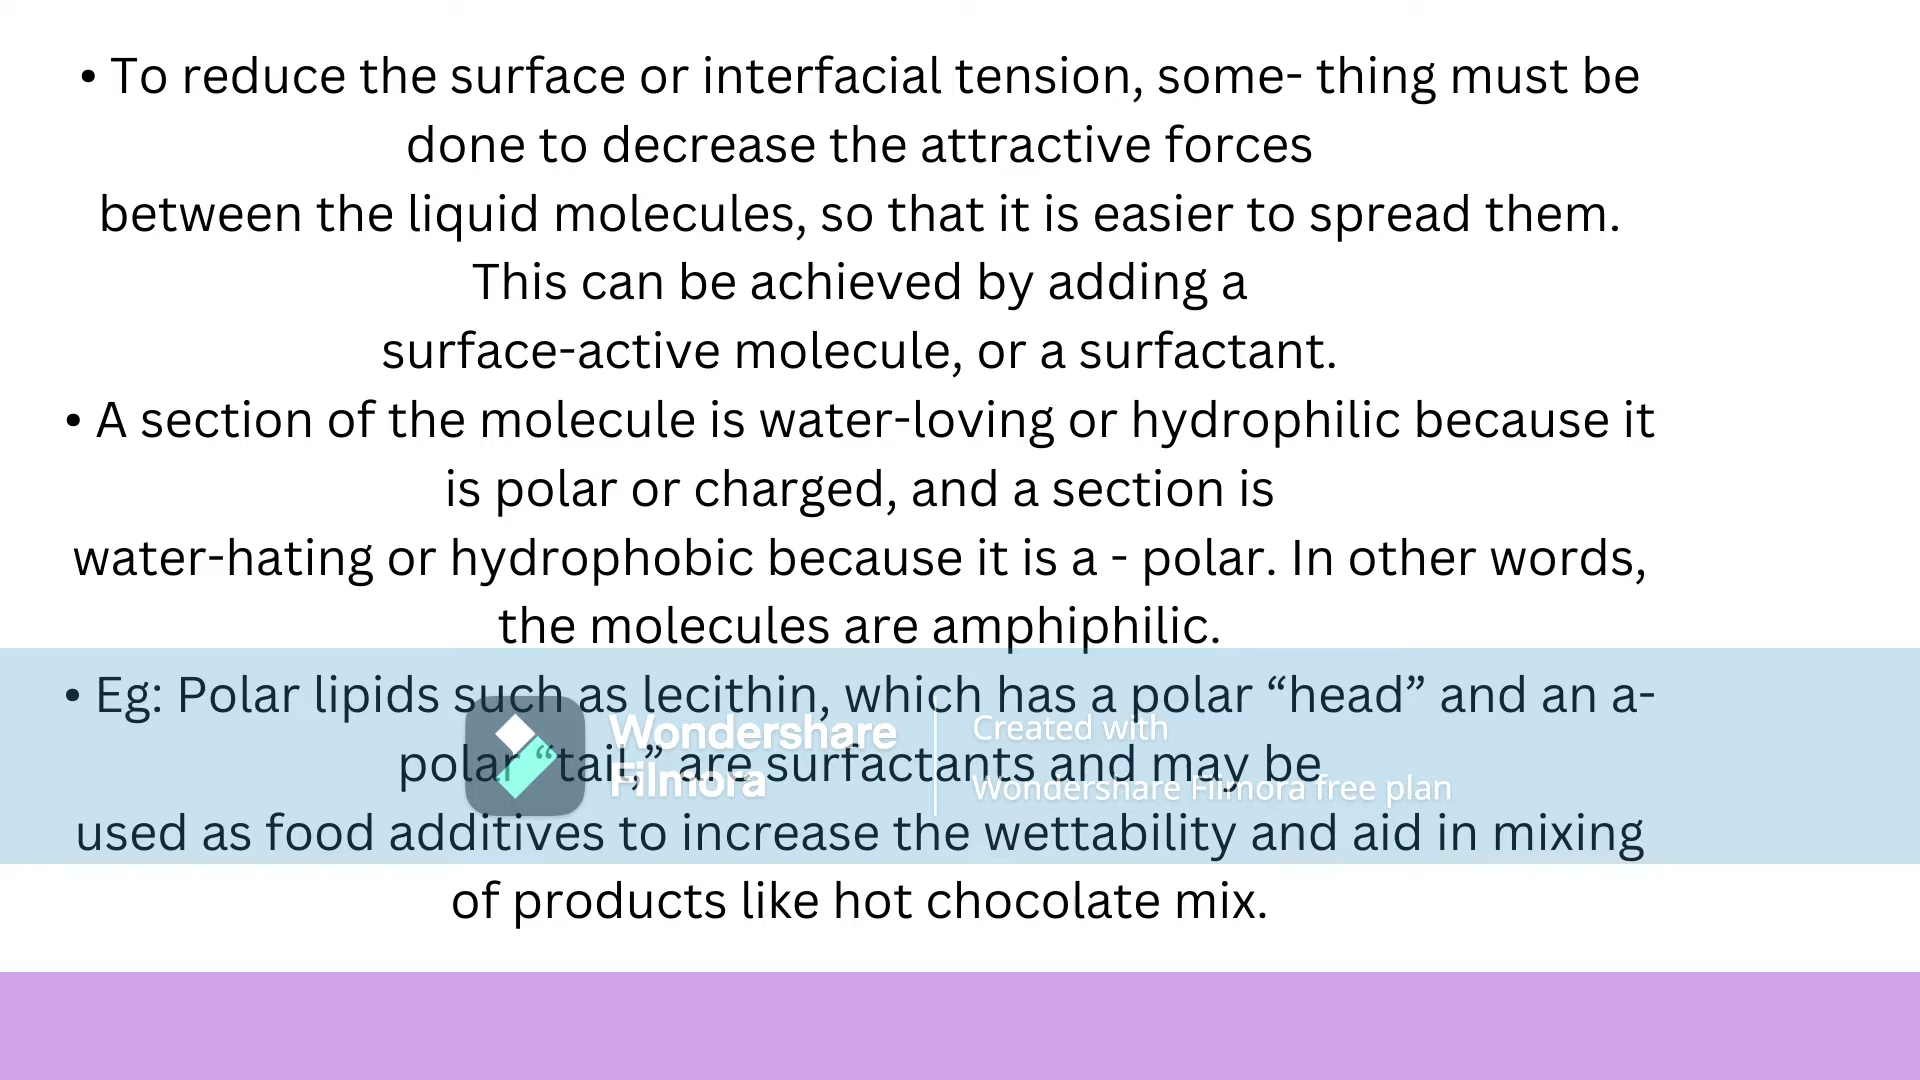 • To reduce the surface or interfacial tension, some- thing must be
done to decrease the attractive forces
between the liquid molecules, so that it is easier to spread them.
This can be achieved by adding a
surface-active molecule, or a surfactant.
• A section of the molecule is water-loving or hydrophilic because it
is polar or charged, and a section is
water-hating or hydrophobic because it is a - polar. In other words,
the molecules are amphiphilic.
• Eg: Polar lipids such as lecithin, which has a polar “head” and an a-
polar “tail,” are surfactants and may be
used as food additives to increase the wettability and aid in mixing
of products like hot chocolate mix.
Wondershare
Filmora
Created with
Wondershare Filmora free plan